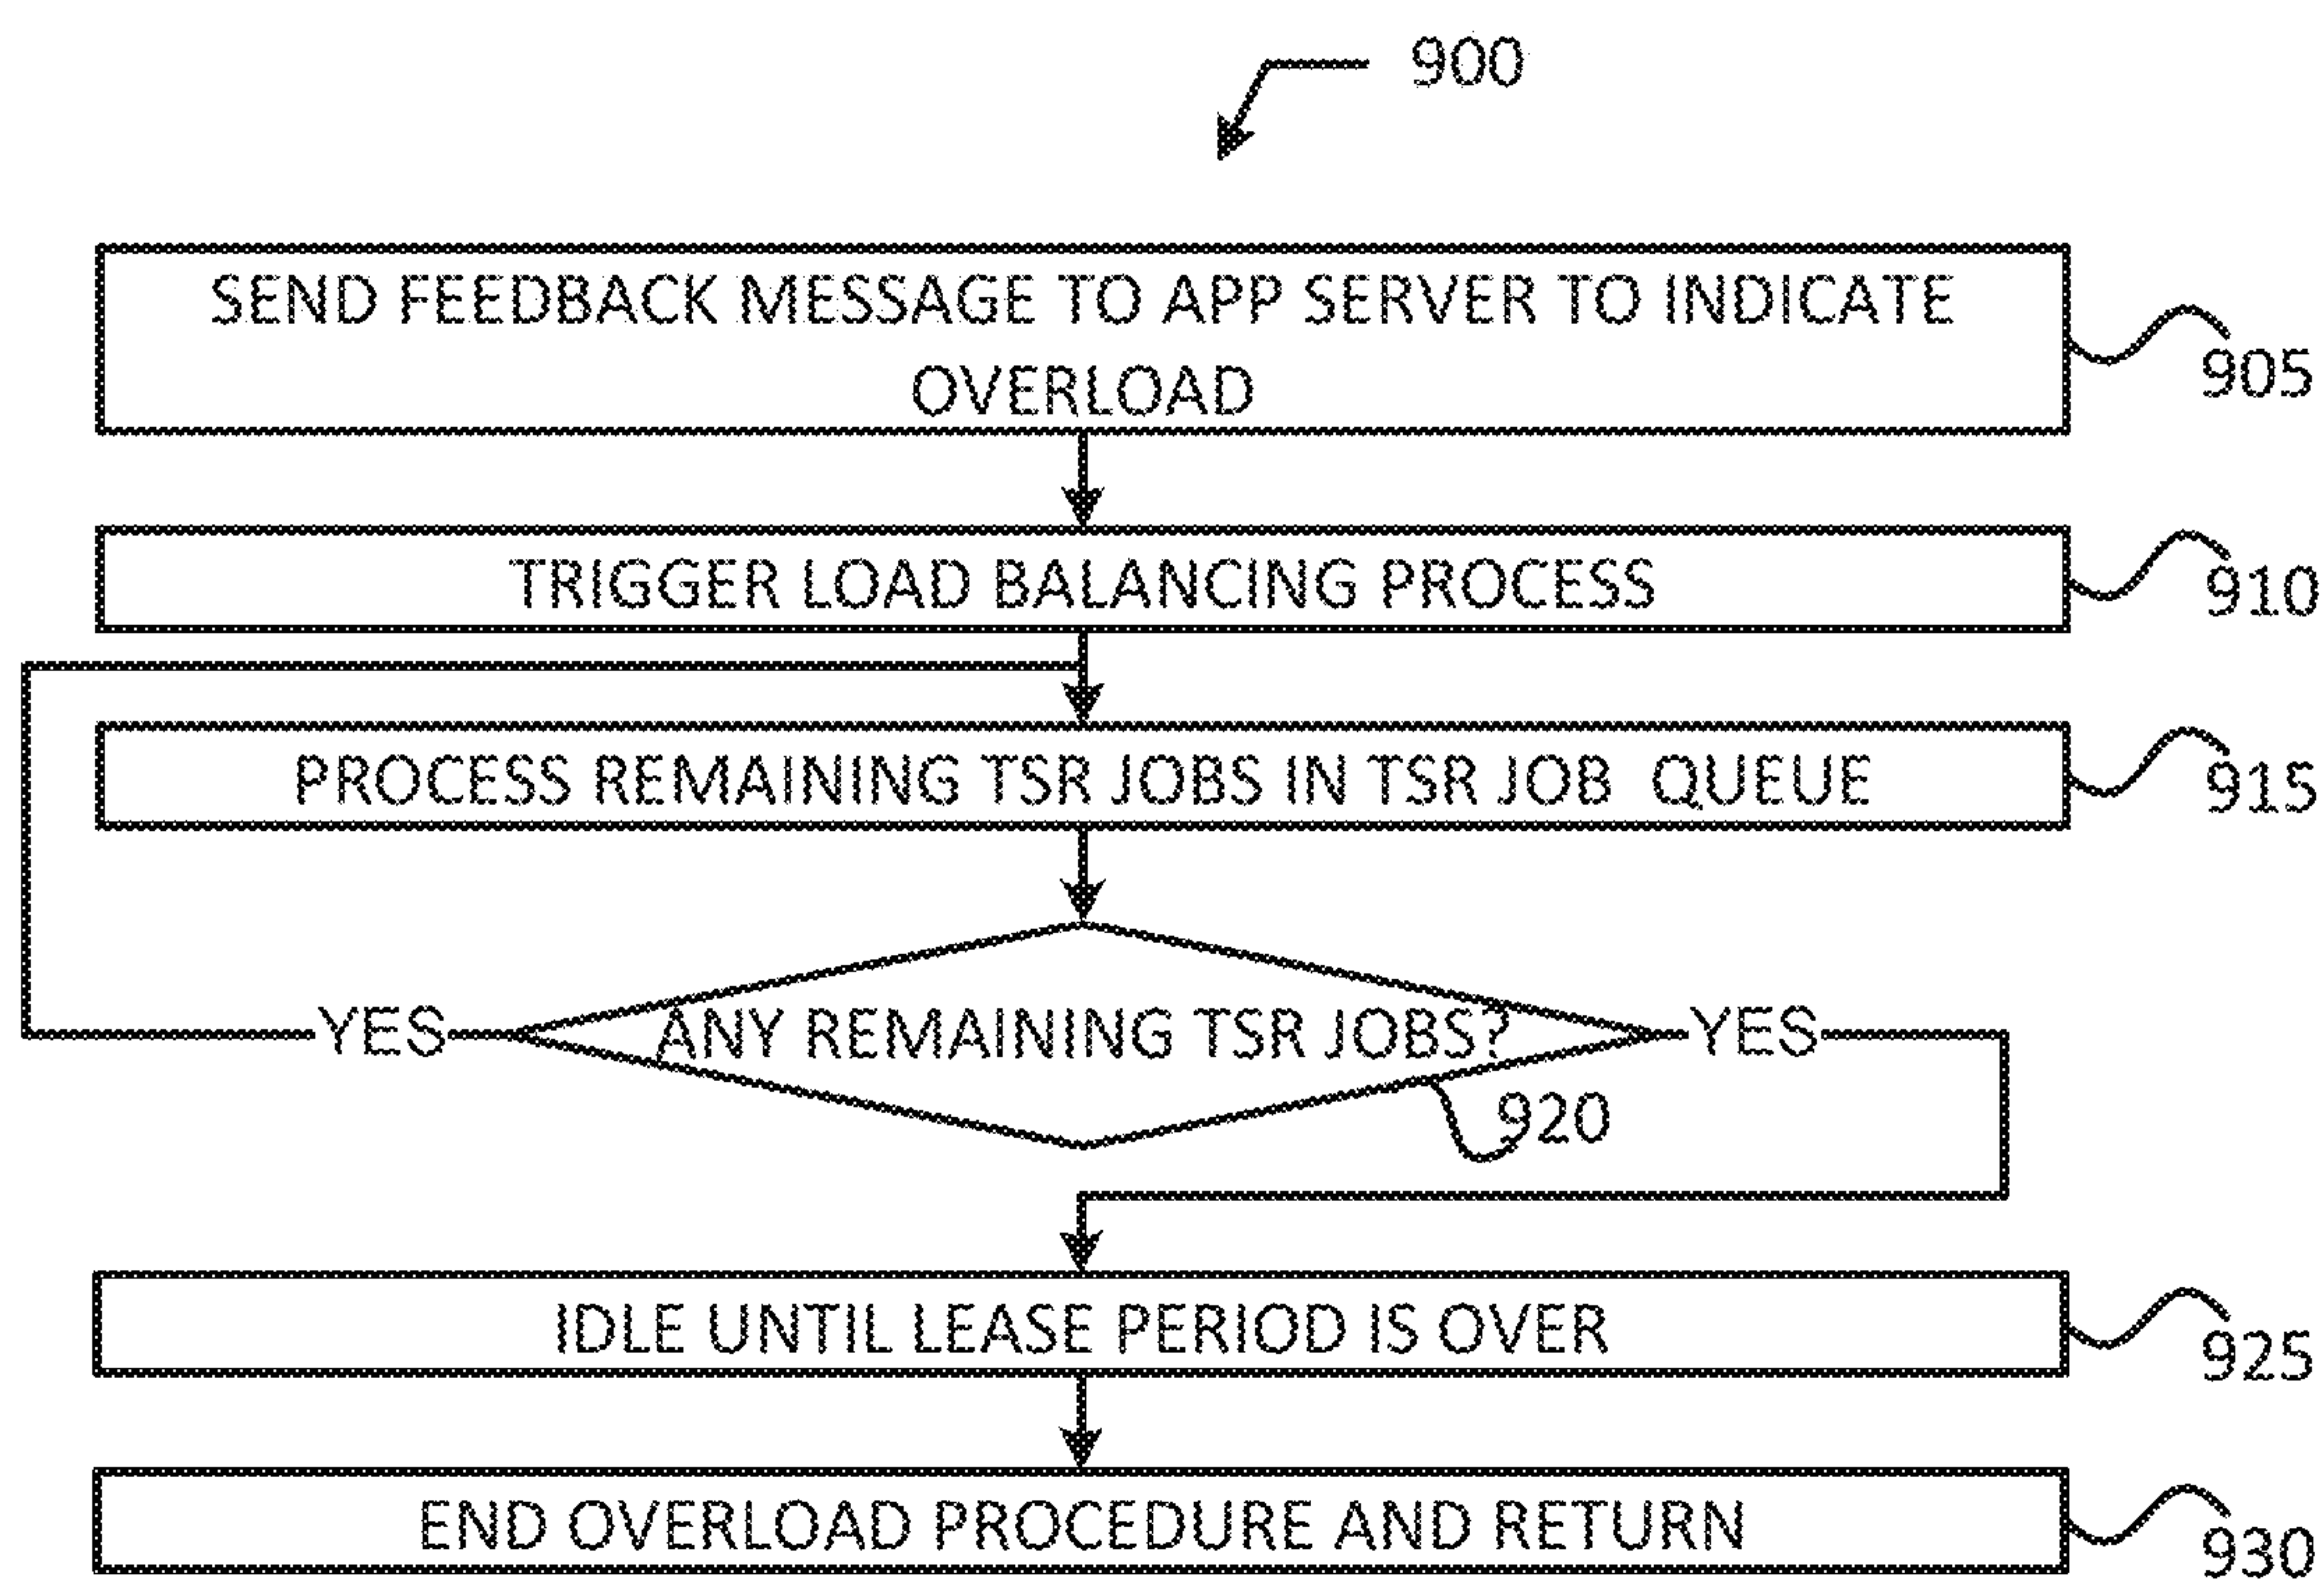 900
SEND FEEDBACK MESSAGE TO APP SERVER TO INDICATE
OVERLOAD
905
TRIGGER LOAD BALANCING PROCESS
910
PROCESS REMAINING TSR JOBS IN TSR JOB QUEUE
915
YES
ANY REMAINING TSR JOBS?
YES
920
IDLE UNTIL LEASE PERIOD IS OVER
925
END OVERLOAD PROCEDURE AND RETURN
930